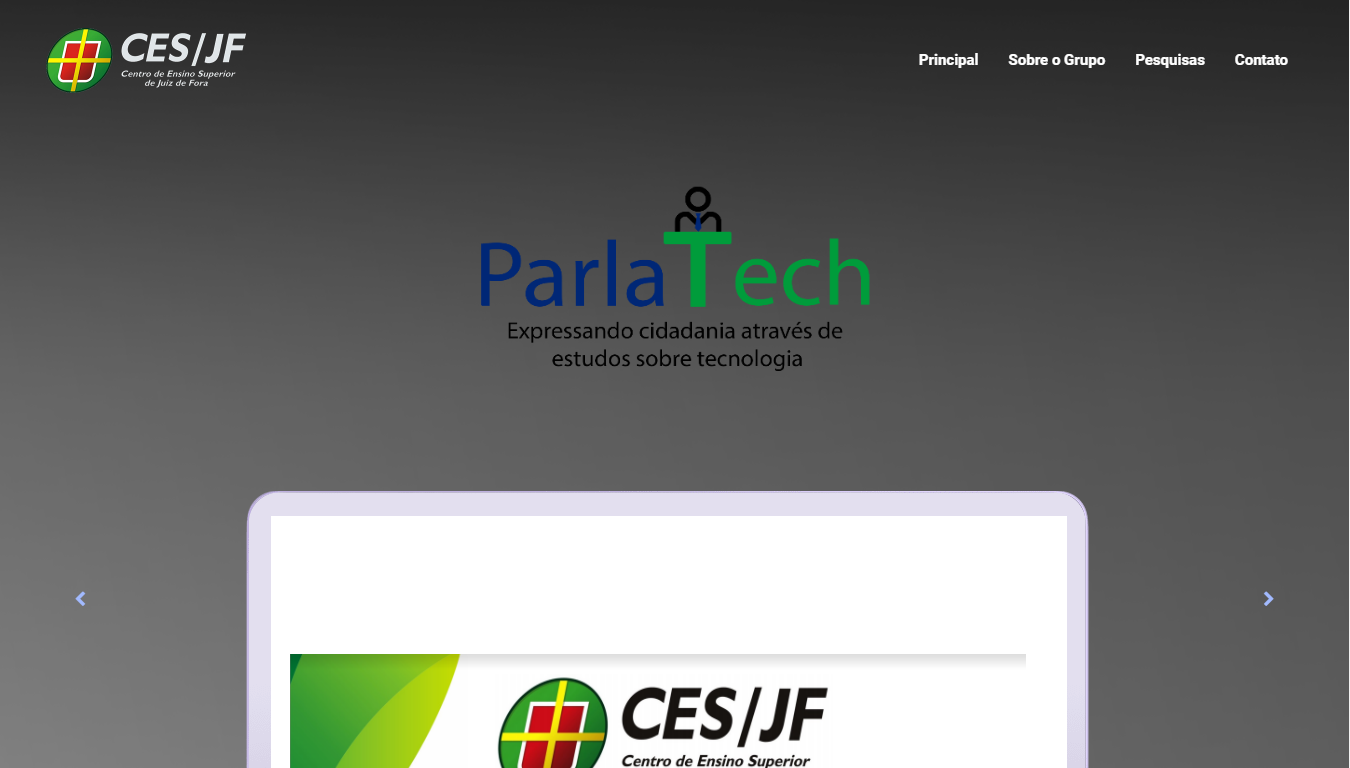 CES/JF
Centro de Ensino Superior
de Juiz de Fora
Principal
Sobre o Grupo
Pesquisas
Contato
ParlaTech
Expressando cidadania através de
estudos sobre tecnologia
CES/JF
Centro de Ensino Superior